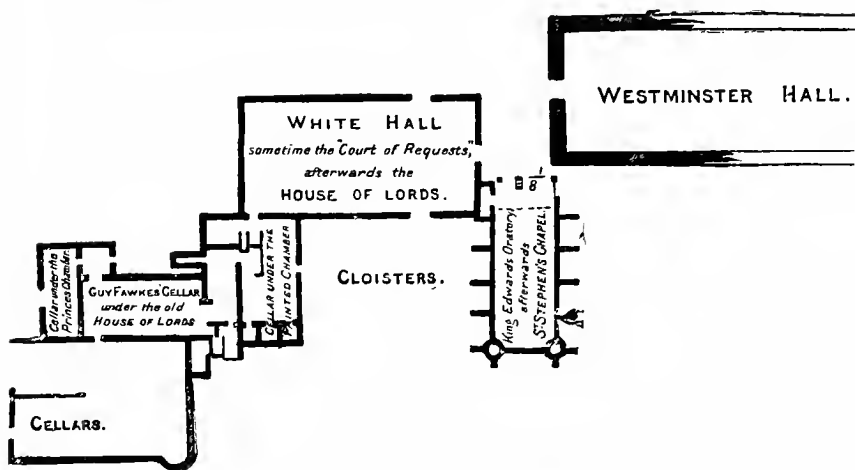 WESTMINSTER HALL.
WHITE HALL
sometime the "Court of Requests",
afterwards the
HOUSE OF LORDS.
1/8
King Edwards Oratory
afterwards
ST. STEPHEN'S CHAPEL.
CLOISTERS.
CELLAR UNDER THE
PAINTED CHAMBER
Cellar under the
Princes Chamber.
GUY FAWKES' CELLAR
under the old
HOUSE OF LORDS
CELLARS.